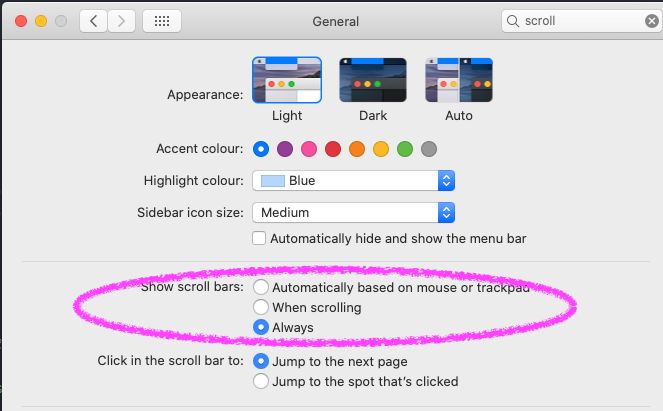 General
scroll
Appearance:
Light Dark Auto
Accent colour:
Highlight colour: Blue
Sidebar icon size: Medium
Automatically hide and show the menu bar
Show scroll bars: Automatically based on mouse or trackpad
When scrolling
Always
Click in the scroll bar to: Jump to the next page
Jump to the spot that's clicked